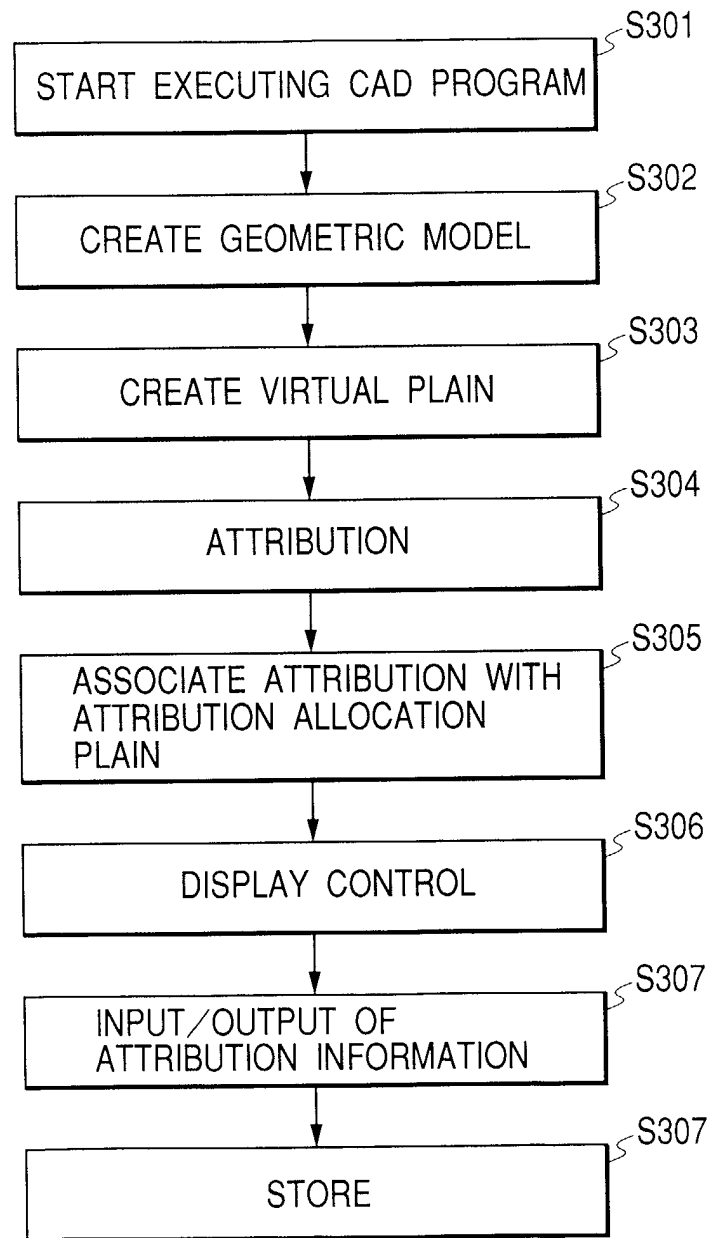 S301
START EXECUTING CAD PROGRAM
S302
CREATE GEOMETRIC MODEL
S303
CREATE VIRTUAL PLAIN
S304
ATTRIBUTION
S305
ASSOCIATE ATTRIBUTION WITH
ATTRIBUTION ALLOCATION
PLAIN
S306
DISPLAY CONTROL
S307
INPUT/OUTPUT OF
ATTRIBUTION INFORMATION
S307
STORE